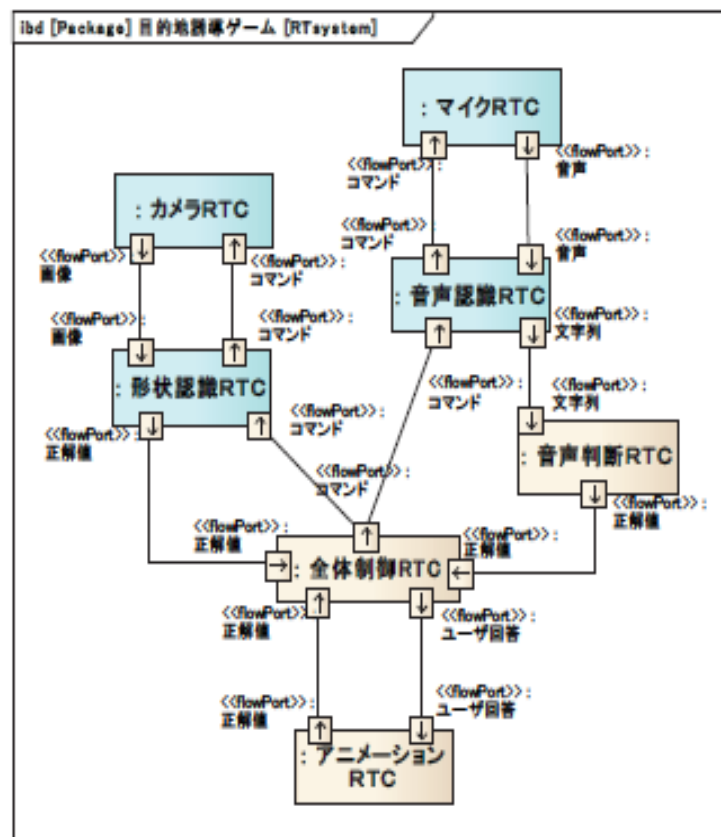 ibd [Package] 目的地誘導ゲーム [RTsystem]
: マイクRTC
<<flowPort>> :
コマンド
<<flowPort>> :
音声
: カメラRTC
<<flowPort>>
画像
<<flowPort>> :
コマンド
<<flowPort>> :
コマンド
<<flowPort>> :
音声
: 音声認識RTC
<<flowPort>> :
画像
<<flowPort>> :
コマンド
<<flowPort>> :
文字列
: 形状認識RTC
<<flowPort>> :
コマンド
<<flowPort>> :
文字列
<<flowPort>> :
正解値
<<flowPort>> :
コマンド
: 音声判断RTC
<<flowPort>> :
コマンド
<<flowPort>> :
正解値
<<flowPort>> :
正解値
<<flowPort>> :
正解値
: 全体制御RTC
<<flowPort>> :
正解値
<<flowPort>> :
ユーザ回答
<<flowPort>> :
正解値
<<flowPort>> :
ユーザ回答
: アニメーション
RTC